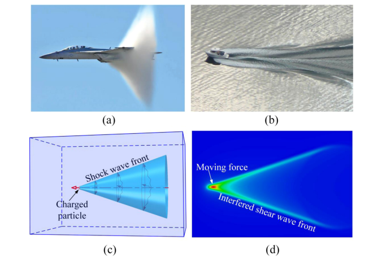 (a)
(b)
Shock wave front
Charged
particle
(c)
Moving force
Interfered shear wave front
(d)